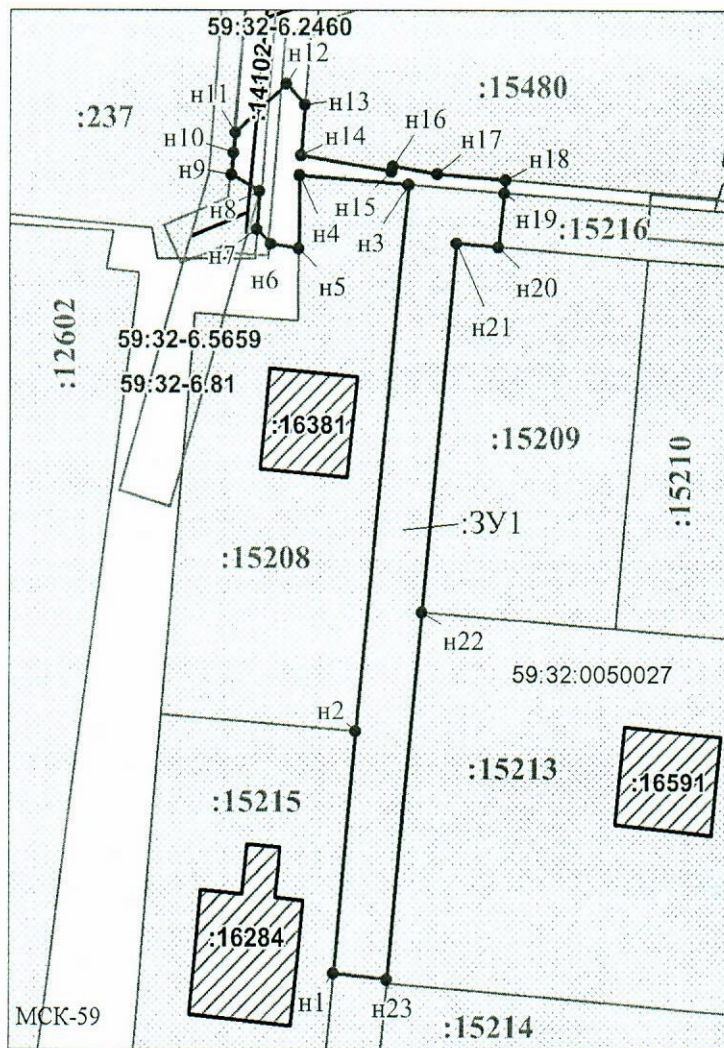 59:32-6.2460
н12
:14102
:15480
:237
н11
н13
н16
н17
н10
н14
н18
н9
н8
н4
н15
н3
н19
:15216
н7
н6
н5
н20
н21
:12602
59:32-6.5659
59:32-6.81
:16381
:15209
:15210
:ЗУ1
:15208
н22
59:32:0050027
н2
:15213
:16591
:15215
:16284
н1
н23
МСК-59
:15214